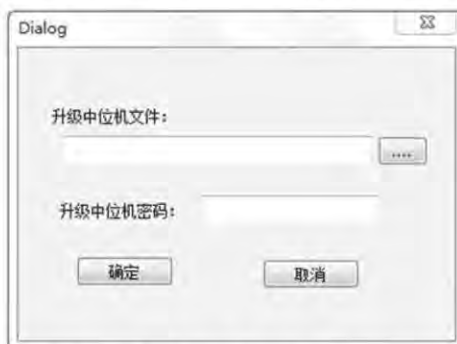 Dialog
升级中位机文件：
....
升级中位机密码：
确定
取消